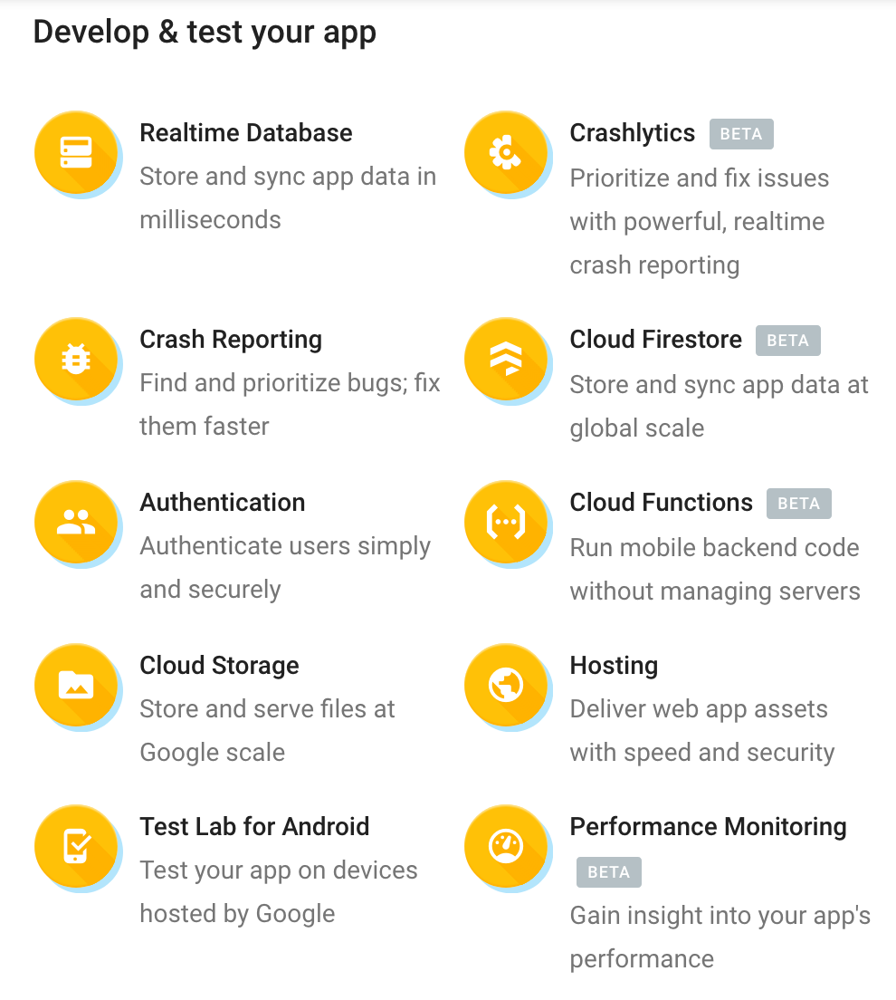 Develop & test your app
Realtime Database
Store and sync app data in
milliseconds
Crashlytics BETA
Prioritize and fix issues
with powerful, realtime
crash reporting
Crash Reporting
Find and prioritize bugs; fix
them faster
Cloud Firestore BETA
Store and sync app data at
global scale
Authentication
Authenticate users simply
and securely
Cloud Functions BETA
Run mobile backend code
without managing servers
Cloud Storage
Store and serve files at
Google scale
Hosting
Deliver web app assets
with speed and security
Test Lab for Android
Test your app on devices
hosted by Google
Performance Monitoring
BETA
Gain insight into your app's
performance